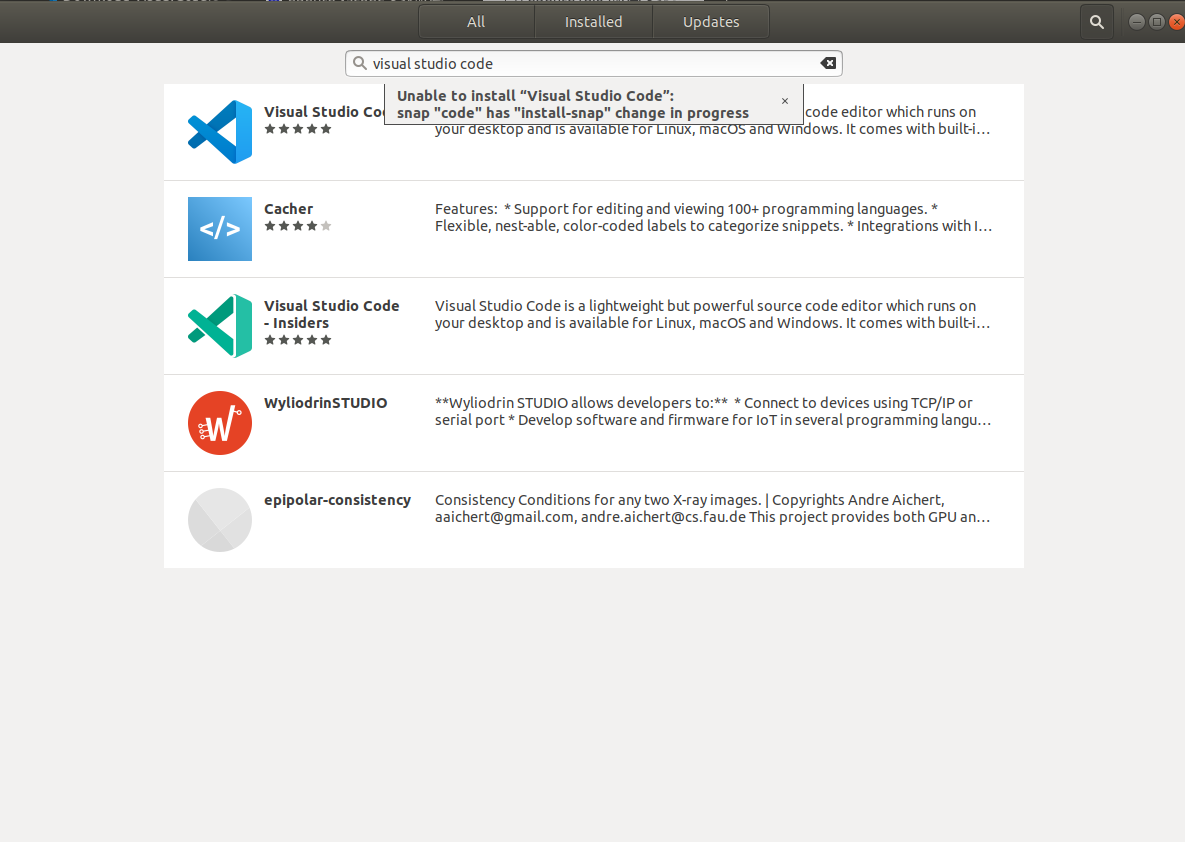 All Installed Updates
visual studio code
Unable to install “Visual Studio Code”:
snap "code" has "install-snap" change in progress
×
Visual Studio
code editor which runs on
your desktop and is available for Linux, macOS and Windows. It comes with built-i…
</>
Cacher
Features:  * Support for editing and viewing 100+ programming languages. *
Flexible, nest-able, color-coded labels to categorize snippets. * Integrations with I…
Visual Studio Code
- Insiders
Visual Studio Code is a lightweight but powerful source code editor which runs on
your desktop and is available for Linux, macOS and Windows. It comes with built-i…
W
WyliodrinSTUDIO
**Wyliodrin STUDIO allows developers to:**  * Connect to devices using TCP/IP or
serial port * Develop software and firmware for IoT in several programming langu…
epipolar-consistency
Consistency Conditions for any two X-ray images. | Copyrights Andre Aichert,
aaichert@gmail.com, andre.aichert@cs.fau.de This project provides both GPU an…